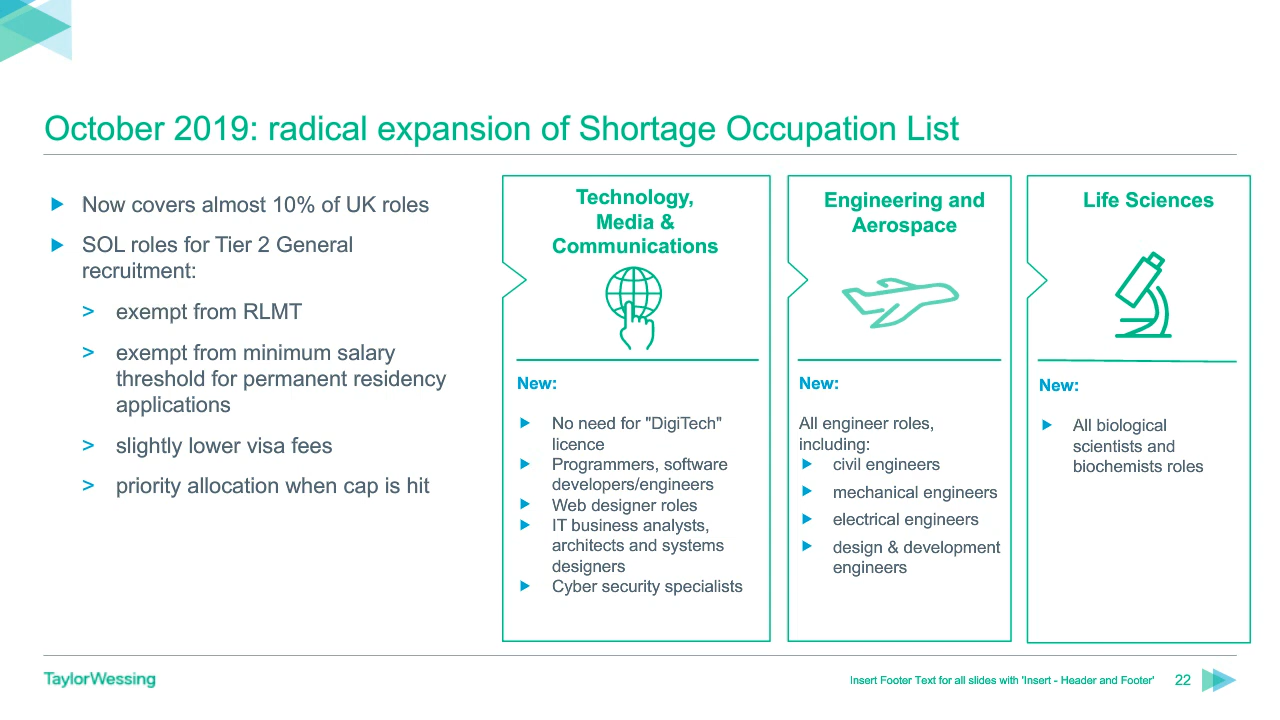 October 2019: radical expansion of Shortage Occupation List
Now covers almost 10% of UK roles
SOL roles for Tier 2 General
recruitment:
> exempt from RLMT
> exempt from minimum salary
threshold for permanent residency
applications
> slightly lower visa fees
> priority allocation when cap is hit
Technology,
Media &
Communications
New:
No need for "DigiTech"
licence
Programmers, software
developers/engineers
Web designer roles
IT business analysts,
architects and systems
designers
Cyber security specialists
Engineering and
Aerospace
New:
All engineer roles,
including:
civil engineers
mechanical engineers
electrical engineers
design & development
engineers
Life Sciences
New:
All biological
scientists and
biochemists roles
TaylorWessing
Insert Footer Text for all slides with 'Insert - Header and Footer'
22